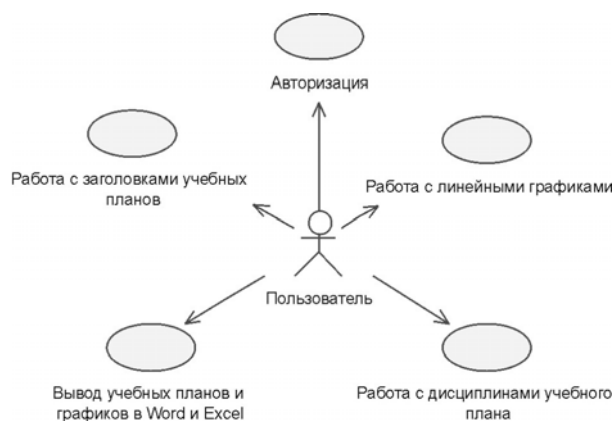 Авторизация
Работа с заголовками учебных
планов
Работа с линейными графиками
Пользователь
Вывод учебных планов и
графиков в Word и Excel
Работа с дисциплинами учебного
плана